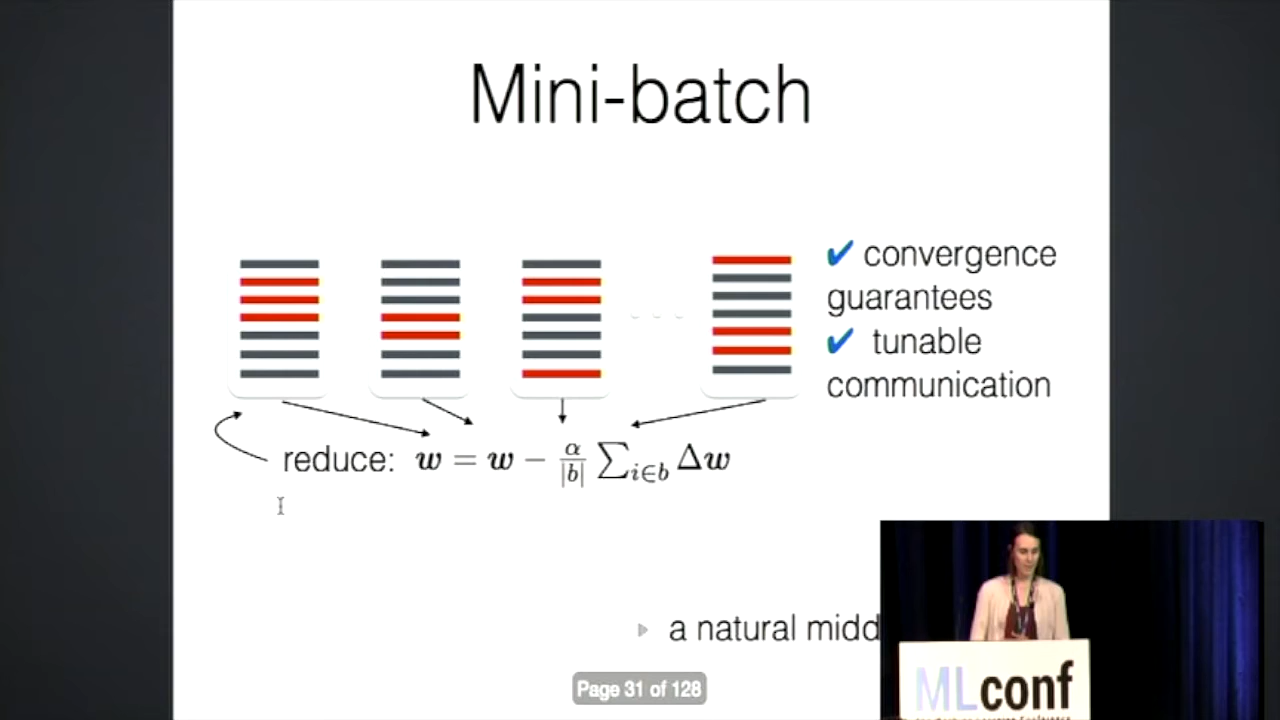 Mini-batch
✔ convergence
guarantees
✔ tunable
communication
reduce: w = w − α/|b| ∑i∈b Δw
a natural midd
Page 31 of 128
MLconf